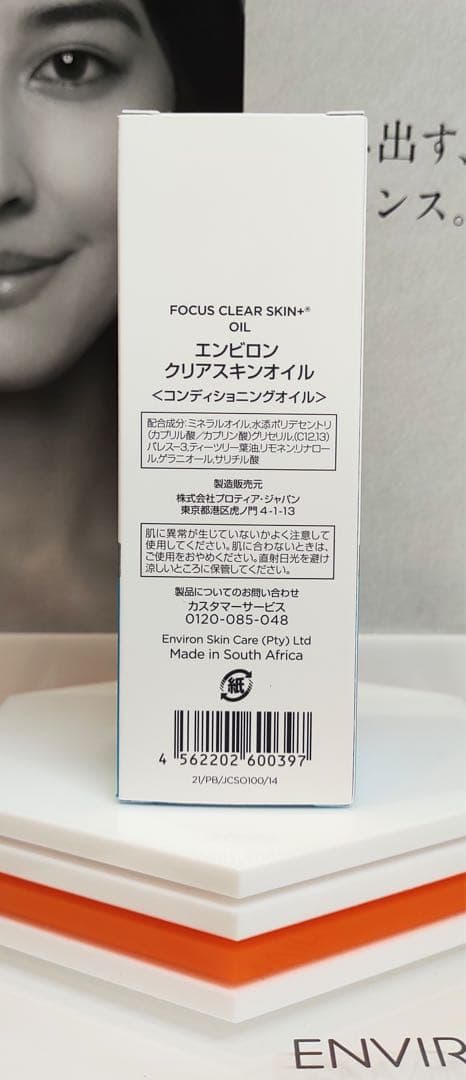 出す、
ンス。
FOCUS CLEAR SKIN+®
OIL
エンビロン
クリアスキンオイル
＜コンディショニングオイル＞
配合成分：ミネラルオイル,水添ポリデセン,トリ
（カプリル酸／カプリン酸）グリセリル,（C12,13）
パレス−3,ティーツリー葉油,リモネン,リナロー
ル,ゲラニオール,サリチル酸
製造販売元
株式会社プロティア・ジャパン
東京都港区虎ノ門 4-1-13
肌に異常が生じていないかよく注意して
使用してください。肌に合わないときは、
ご使用をおやめください。直射日光を避け
涼しいところに保管してください。
製品についてのお問い合わせ
カスタマーサービス
0120-085-048
Environ Skin Care (Pty) Ltd
Made in South Africa
紙
4 562202 600397
21/PB/JCSO100/14
ENVIR